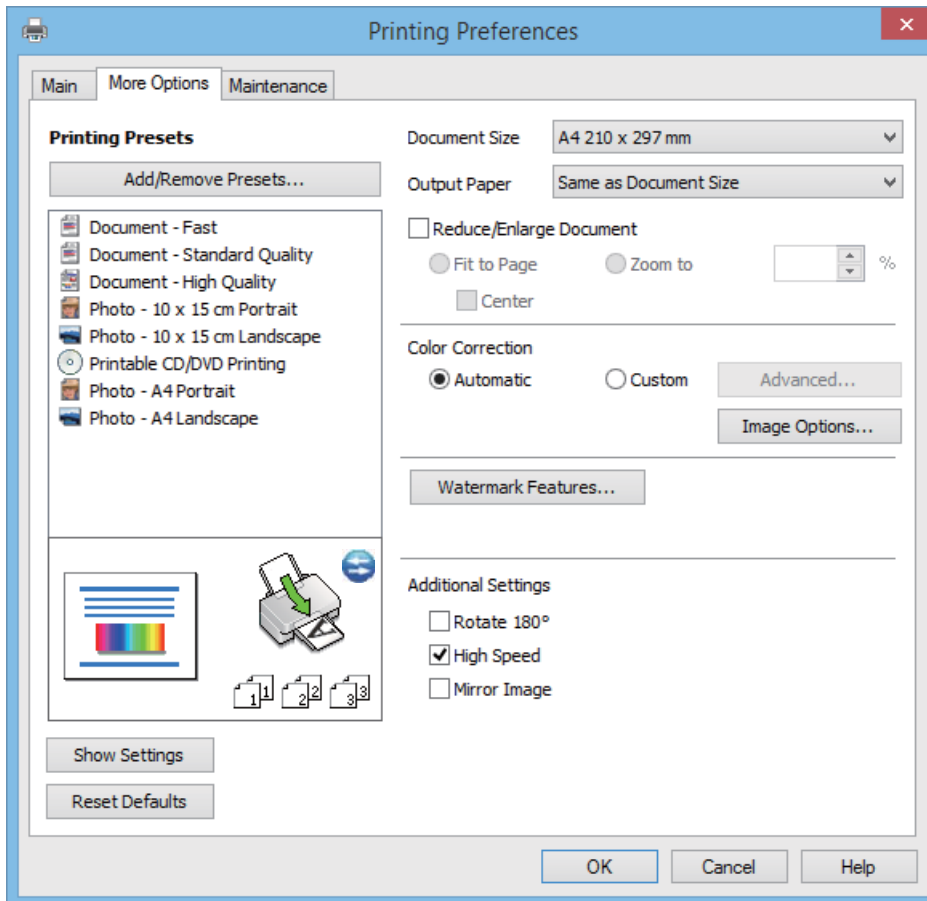 Printing Preferences
Main
More Options
Maintenance
Printing Presets
Add/Remove Presets...
Document - Fast
Document - Standard Quality
Document - High Quality
Photo - 10 x 15 cm Portrait
Photo - 10 x 15 cm Landscape
Printable CD/DVD Printing
Photo - A4 Portrait
Photo - A4 Landscape
A
1 1 2 2 3 3
Show Settings
Reset Defaults
Document Size
A4 210 x 297 mm
Output Paper
Same as Document Size
Reduce/Enlarge Document
Fit to Page
Zoom to
%
Center
Color Correction
Automatic
Custom
Advanced...
Image Options...
Watermark Features...
Additional Settings
Rotate 180°
High Speed
Mirror Image
OK
Cancel
Help